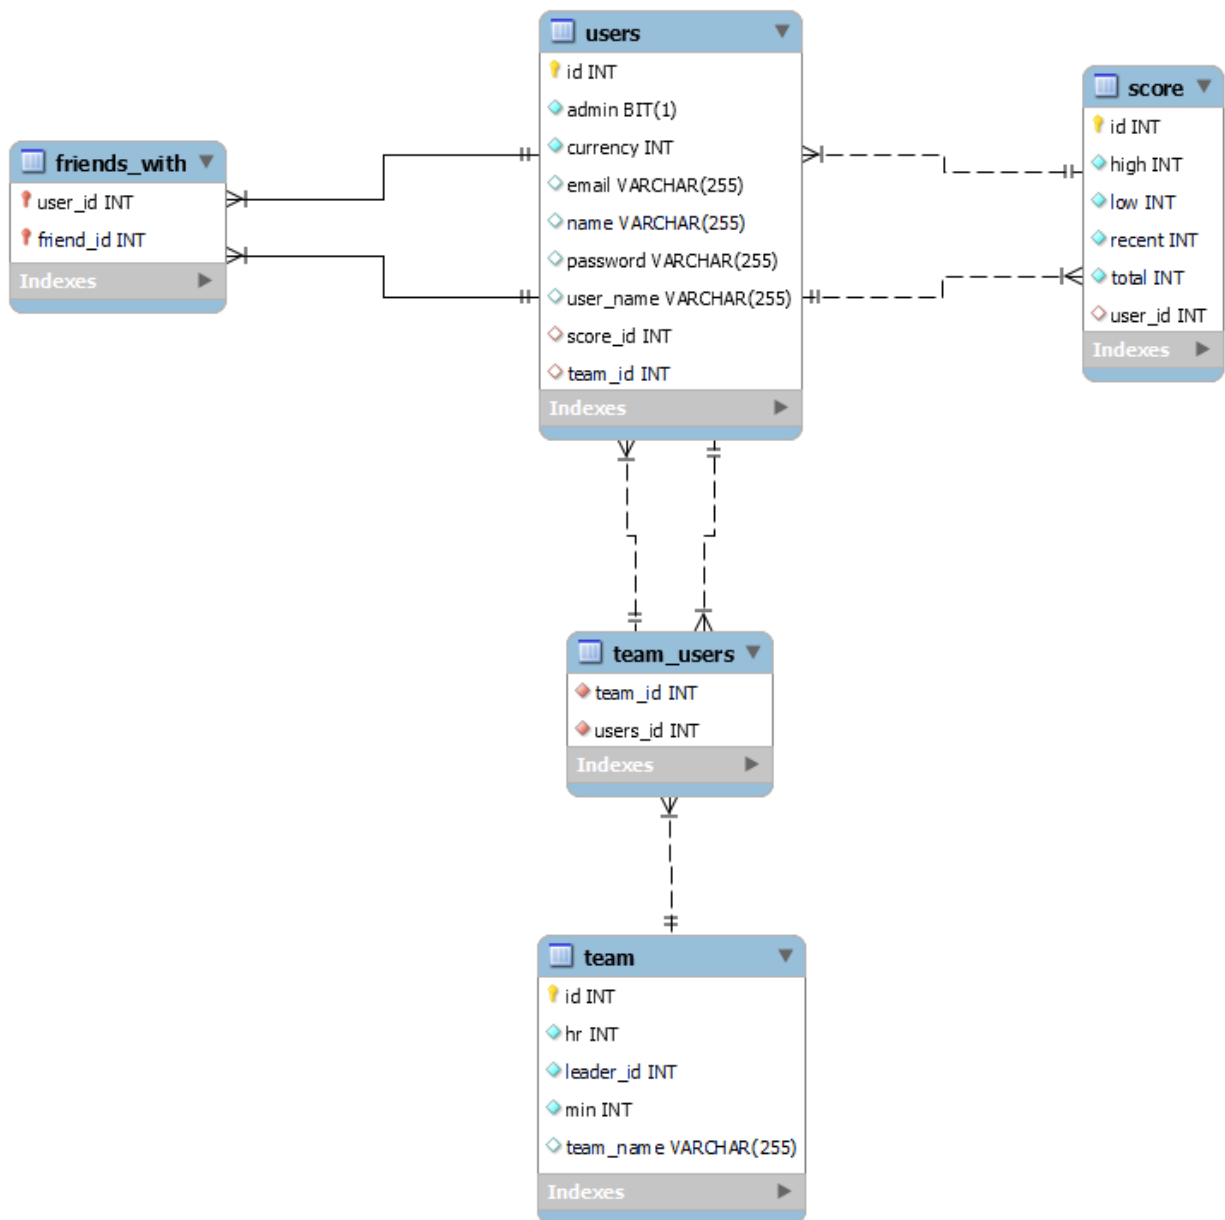 users
id INT
admin BIT(1)
currency INT
email VARCHAR(255)
name VARCHAR(255)
password VARCHAR(255)
user_name VARCHAR(255)
score_id INT
team_id INT
Indexes
score
id INT
high INT
low INT
recent INT
total INT
user_id INT
Indexes
friends_with
user_id INT
friend_id INT
Indexes
team_users
team_id INT
users_id INT
Indexes
team
id INT
hr INT
leader_id INT
min INT
team_name VARCHAR(255)
Indexes